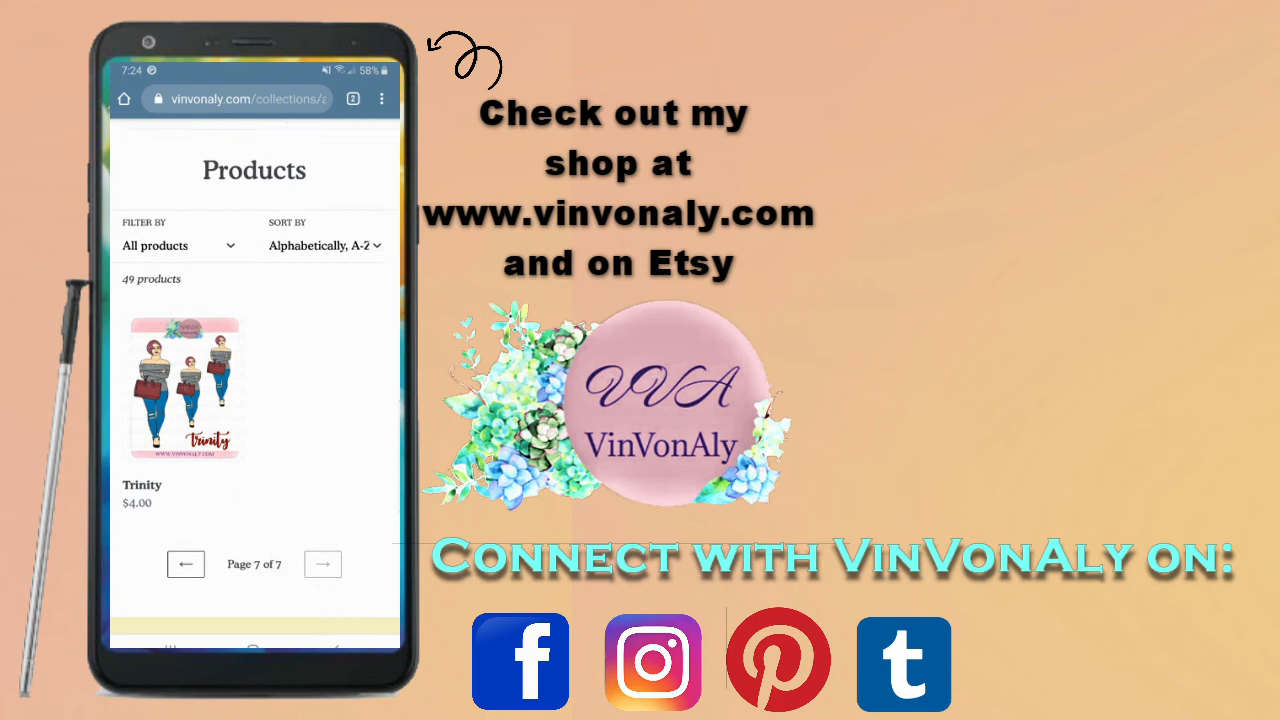 7:24
58%
vinvonaly.com/collections/a
2
Products
FILTER BY
SORT BY
All products
Alphabetically, A-Z
49 products
Trinity
WWW.VINVONALY.COM
Trinity
$4.00
Page 7 of 7
Check out my
shop at
www.vinvonaly.com
and on Etsy
VVA
VinVonAly
Connect with VinVonAly on: